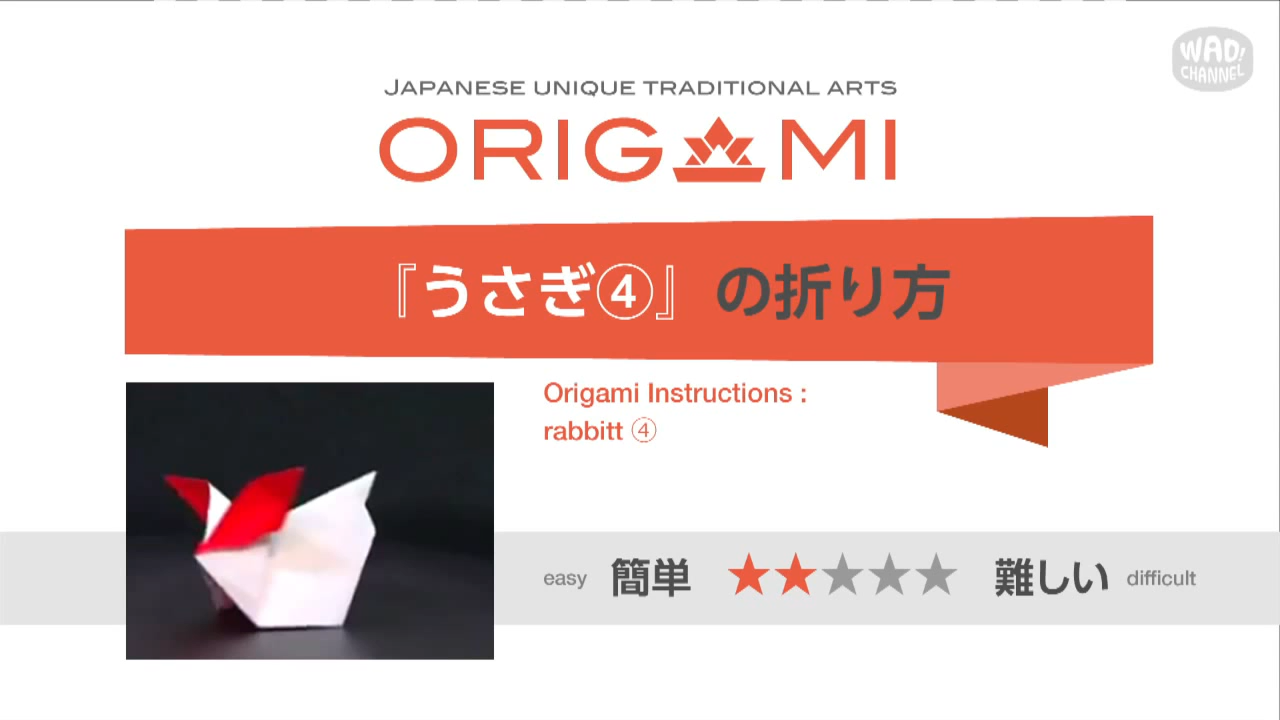 WAD! CHANNEL
JAPANESE UNIQUE TRADITIONAL ARTS
ORIGAMI
『うさぎ④』の折り方
Origami Instructions :
rabbitt ④
easy 簡単 ★★★★★ 難しい difficult